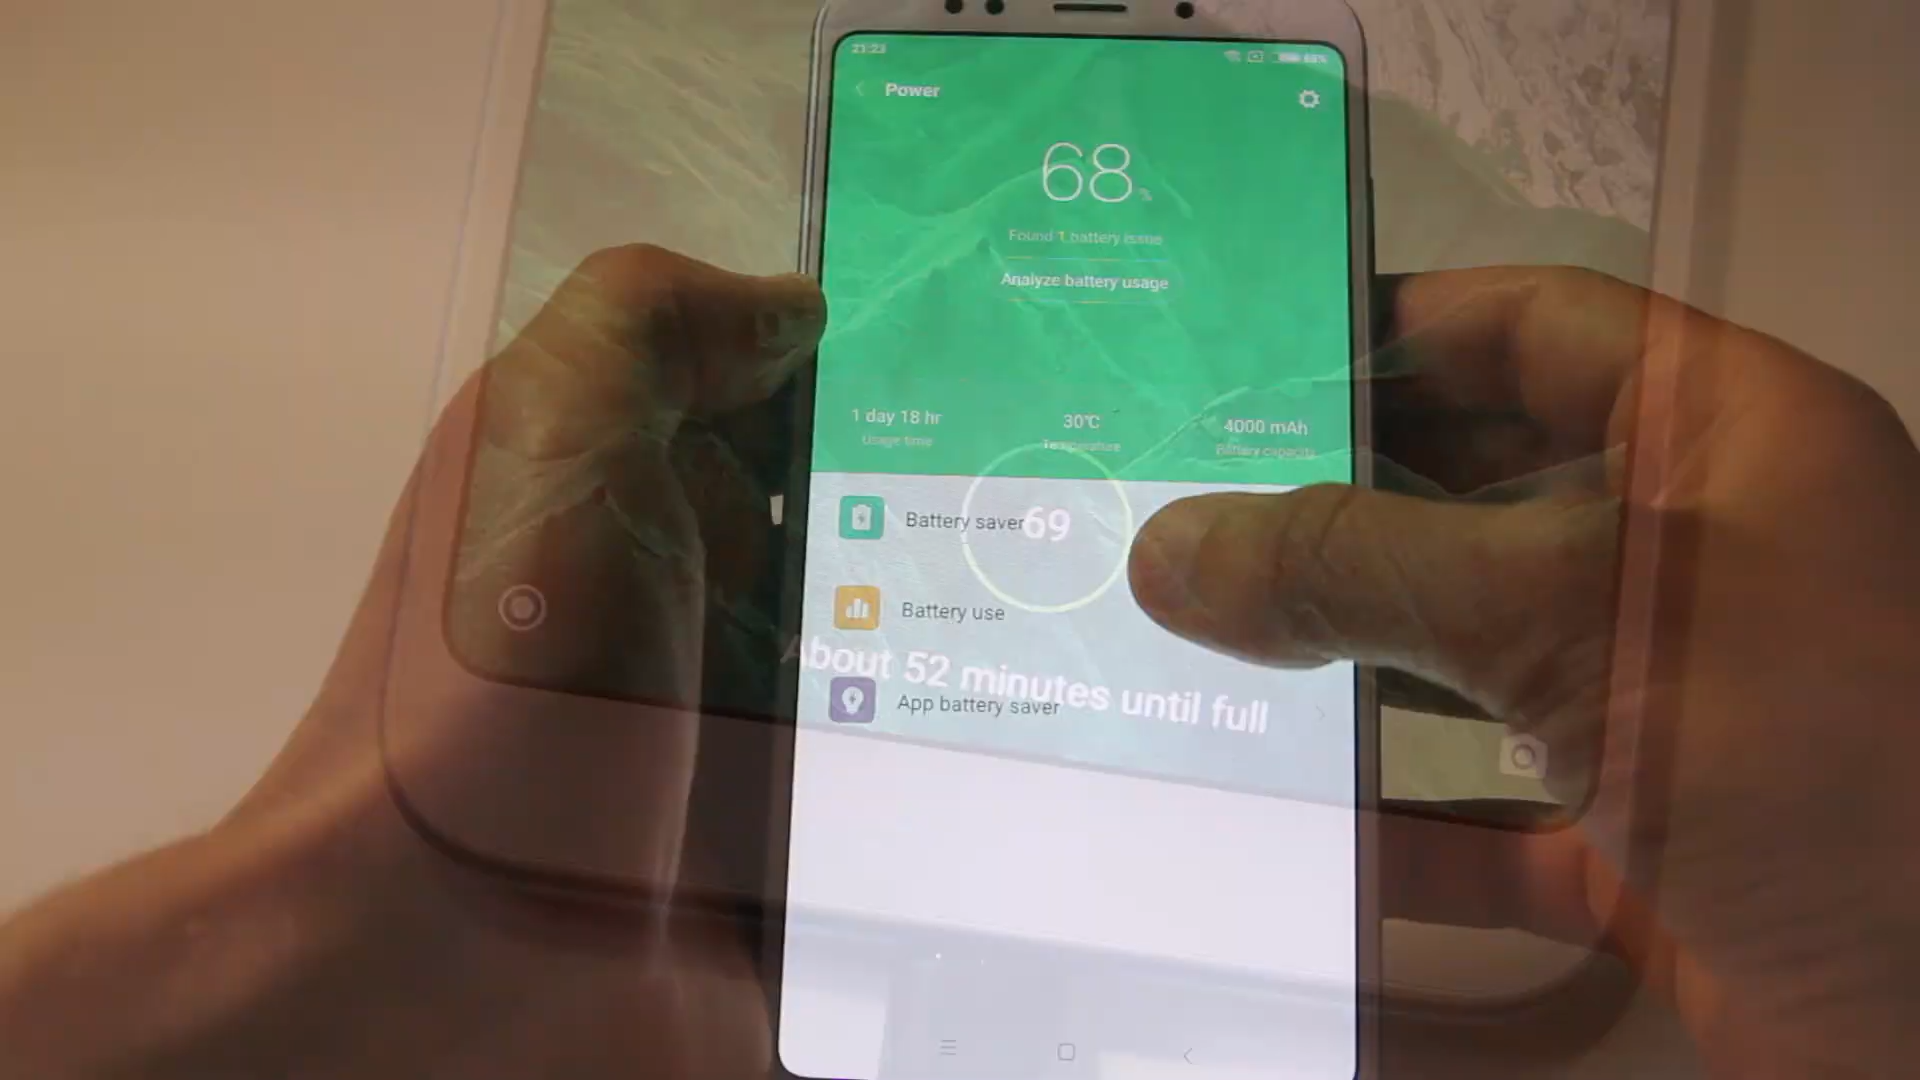 21:23
68%
Power
68%
Found 1 battery issue
Analyze battery usage
1 day 18 hr
30℃
4000 mAh
Usage time
Temperature
Battery capacity
Battery saver
69
Battery use
About 52 minutes until full
App battery saver